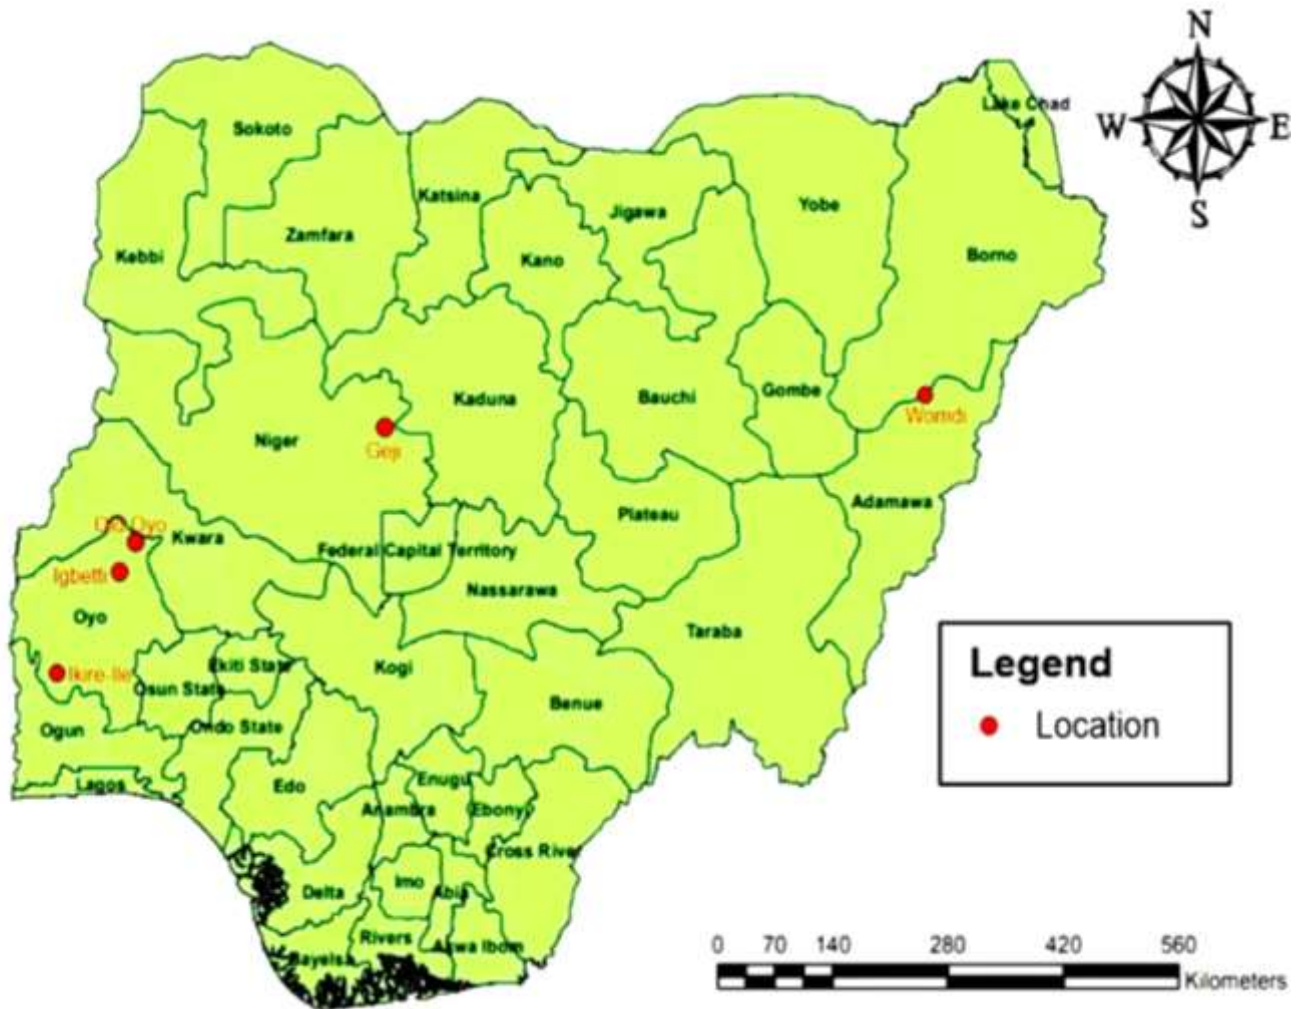 N
Lake Chad
W
E
S
Sokoto
Katsina
Jigawa
Yobe
Zamfara
Kebbi
Kano
Borno
Kaduna
Bauchi
Gombe
Womdi
Niger
Geji
Adamawa
Plateau
Old Oyo
Kwara
Federal Capital Territory
Igbetti
Nassarawa
Oyo
Taraba
Ekiti State
Kogi
Ikire-Ile
Osun State
Benue
Ogun
Ondo State
Lagos
Edo
Enugu
Anambra
Ebonyi
Cross River
Delta
Imo
Abia
Rivers
Akwa Ibom
Bayelsa
Legend
Location
0 70 140 280 420 560
Kilometers